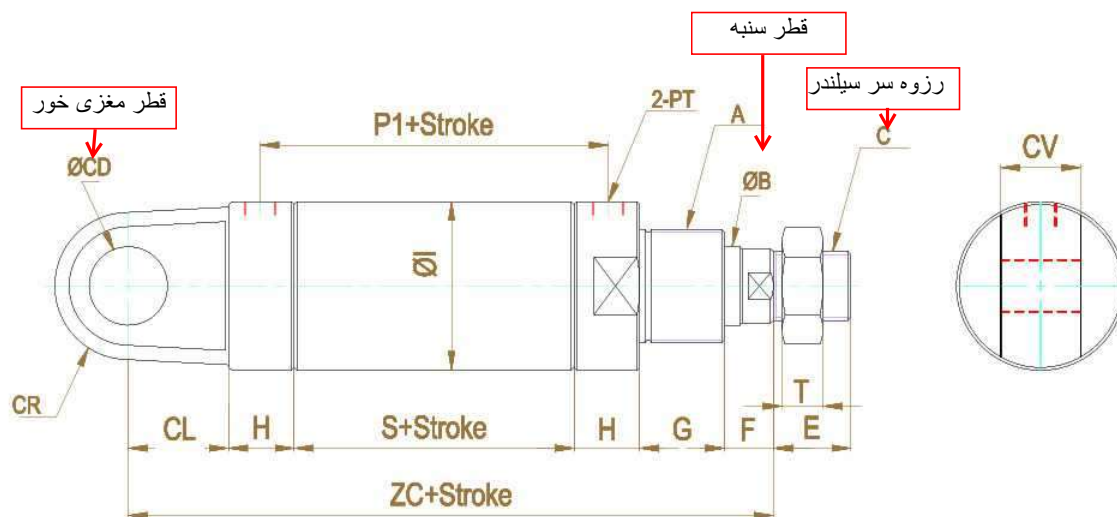 قطر سنبه
رزوه سر سیلندر
قطر مغزی خور
2-PT
A
P1+Stroke
C
CV
ØCD
ØB
ØI
CR
T
CL
H
S+Stroke
H
G
F
E
ZC+Stroke